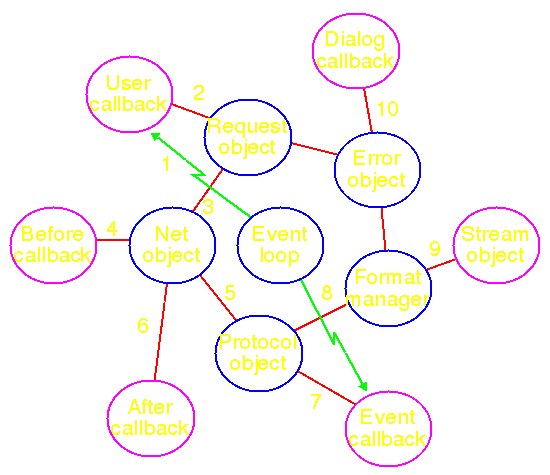 Dialog
callback
User
callback
2
10
Request
object
1
Error
object
3
Before
callback
4
Net
object
Event
loop
9
Stream
object
5
8
Format
manager
6
Protocol
object
7
After
callback
Event
callback